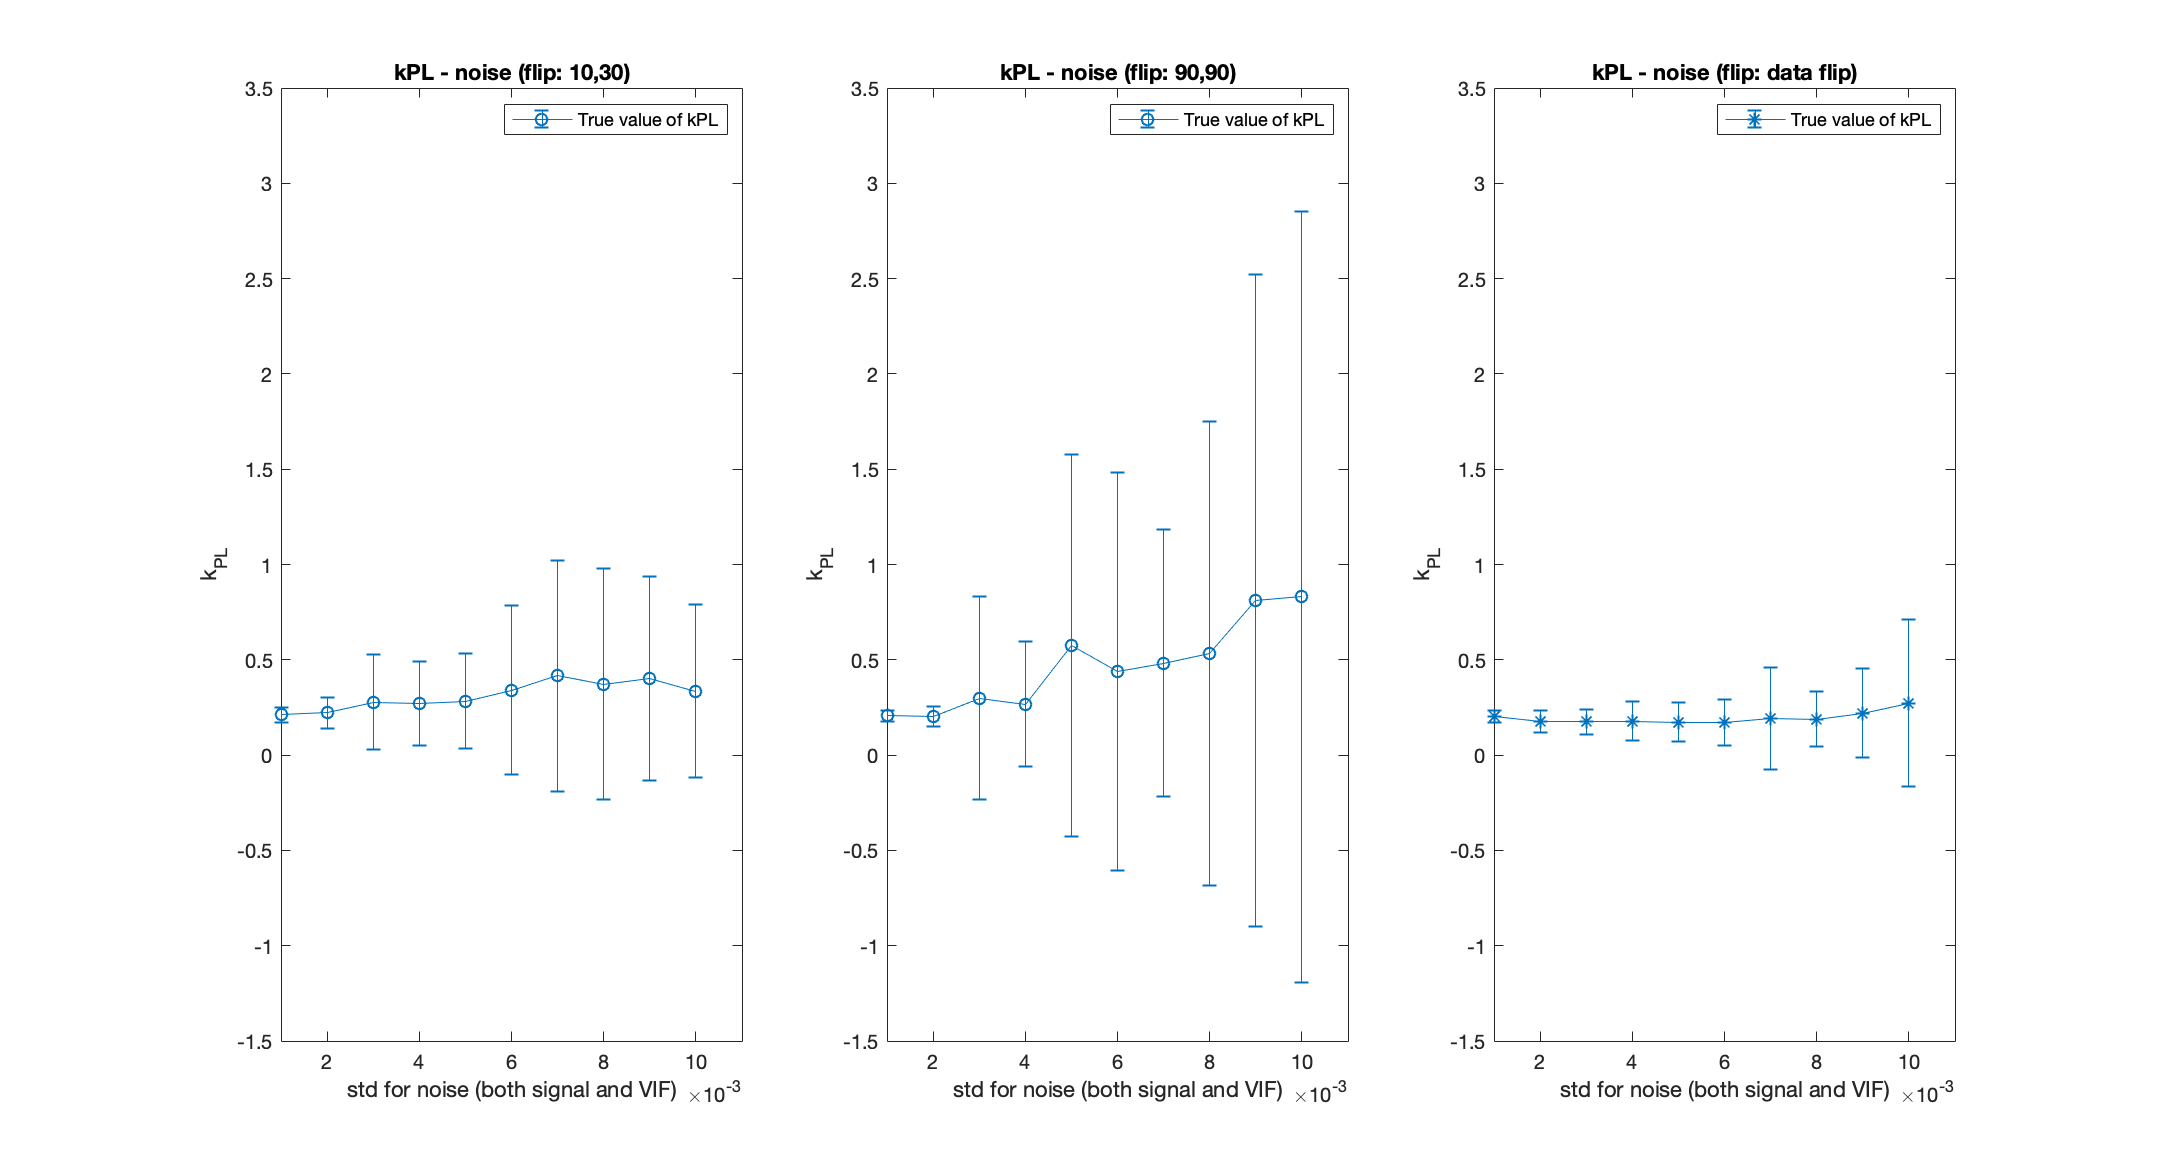 kPL - noise (flip: 10,30)
True value of kPL
3.5
3
2.5
2
1.5
1
0.5
0
-0.5
-1
-1.5
k_PL
2 4 6 8 10
std for noise (both signal and VIF) ×10^-3
kPL - noise (flip: 90,90)
True value of kPL
3.5
3
2.5
2
1.5
1
0.5
0
-0.5
-1
-1.5
k_PL
2 4 6 8 10
std for noise (both signal and VIF) ×10^-3
kPL - noise (flip: data flip)
True value of kPL
3.5
3
2.5
2
1.5
1
0.5
0
-0.5
-1
-1.5
k_PL
2 4 6 8 10
std for noise (both signal and VIF) ×10^-3